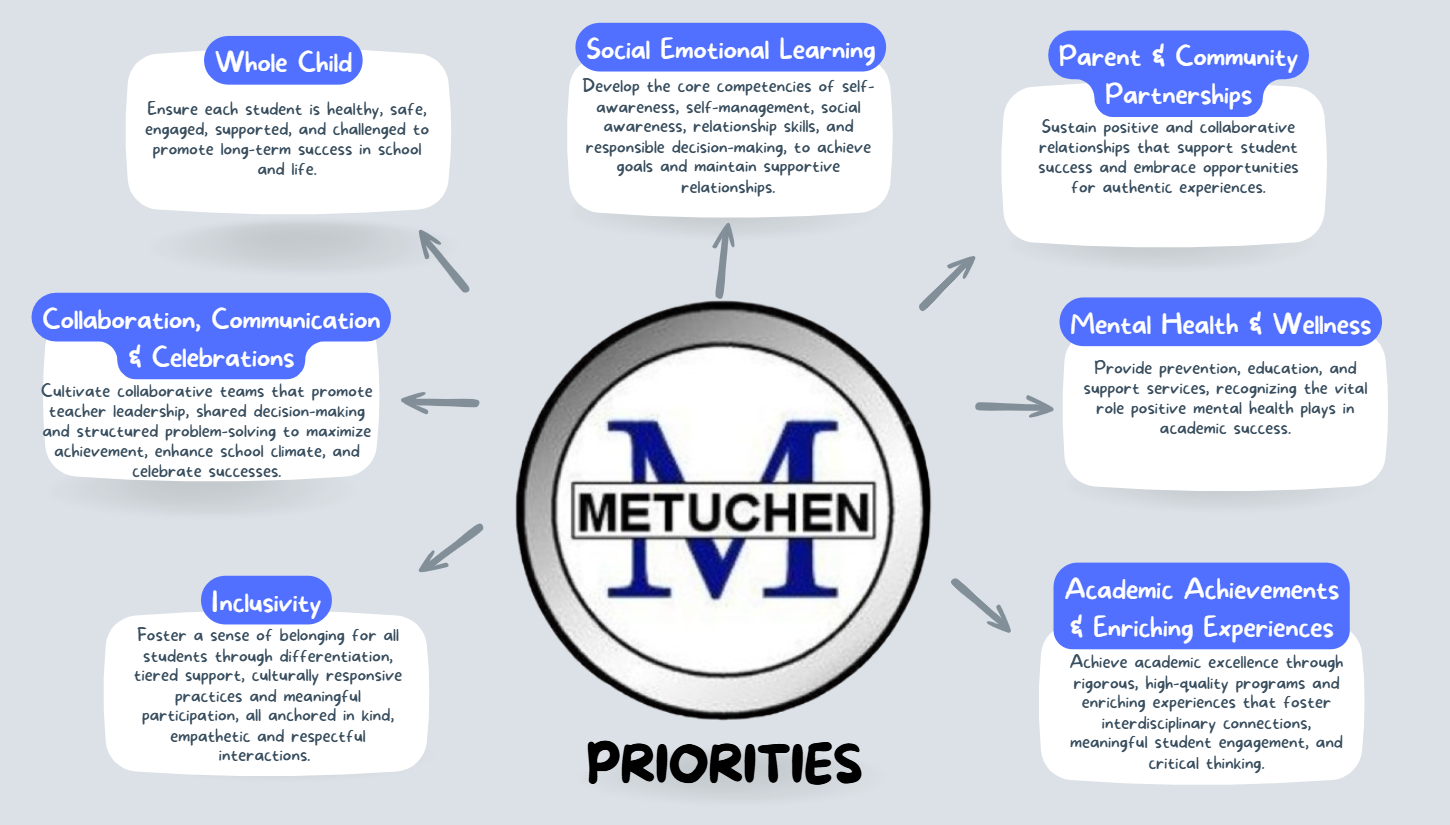 Whole Child
Ensure each student is healthy, safe,
engaged, supported, and challenged to
promote long-term success in school
and life.
Social Emotional Learning
Develop the core competencies of self-
awareness, self-management, social
awareness, relationship skills, and
responsible decision-making, to achieve
goals and maintain supportive
relationships.
Parent & Community
Partnerships
Sustain positive and collaborative
relationships that support student
success and embrace opportunities
for authentic experiences.
Collaboration, Communication
& Celebrations
Cultivate collaborative teams that promote
teacher leadership, shared decision-making
and structured problem-solving to maximize
achievement, enhance school climate, and
celebrate successes.
Mental Health & Wellness
Provide prevention, education, and
support services, recognizing the vital
role positive mental health plays in
academic success.
Inclusivity
Foster a sense of belonging for all
students through differentiation,
tiered support, culturally responsive
practices and meaningful
participation, all anchored in kind,
empathetic and respectful
interactions.
M
METUCHEN
PRIORITIES
Academic Achievements
& Enriching Experiences
Achieve academic excellence through
rigorous, high-quality programs and
enriching experiences that foster
interdisciplinary connections,
meaningful student engagement, and
critical thinking.